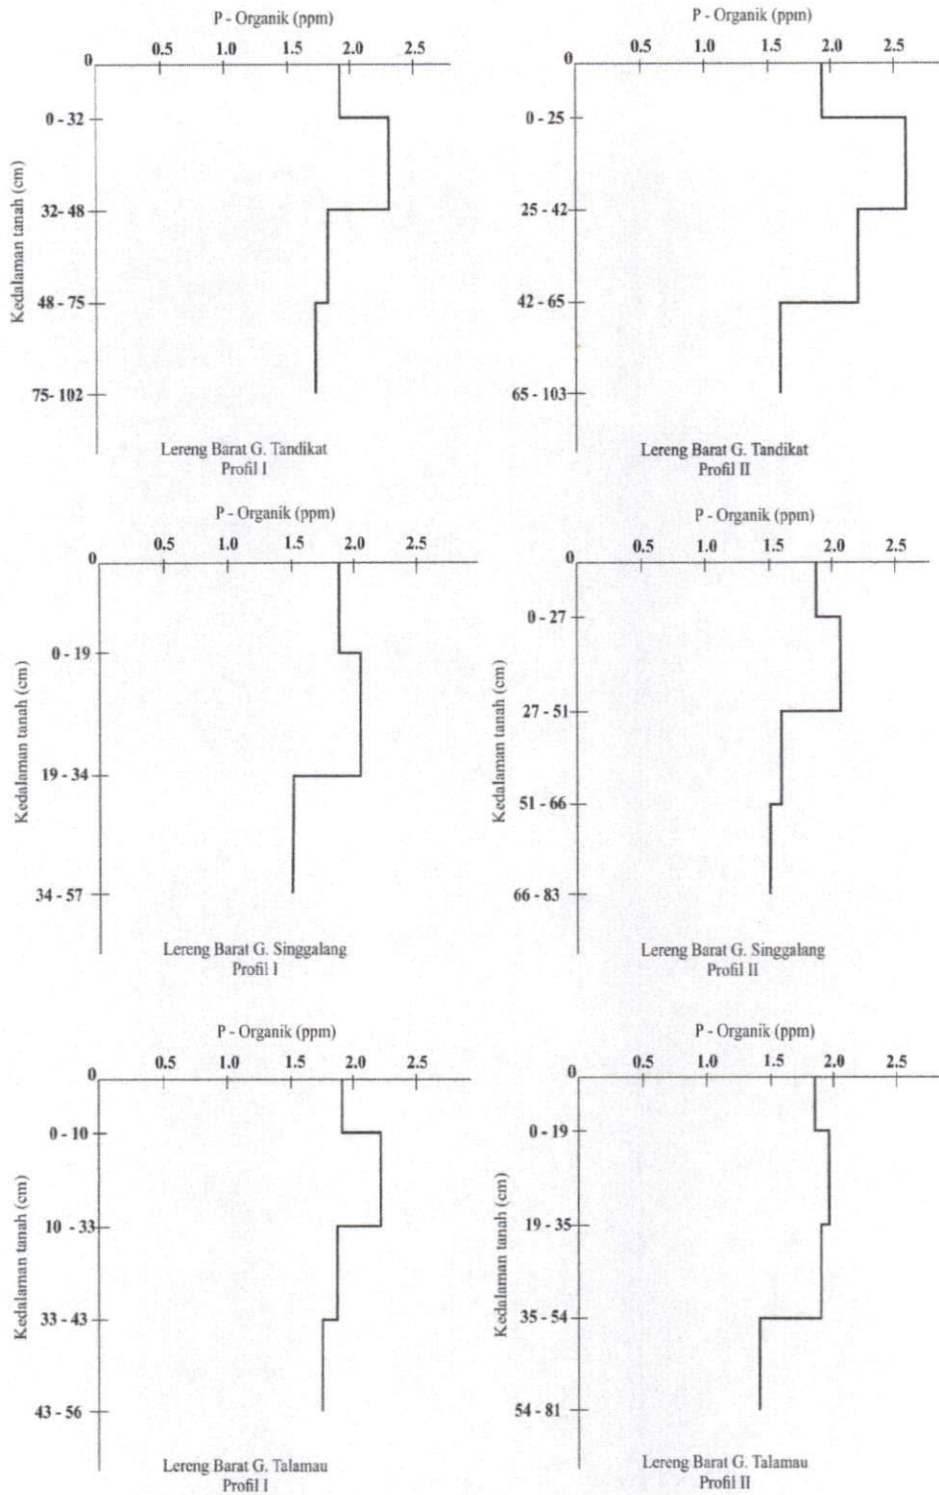 P - Organik (ppm)
0 0.5 1.0 1.5 2.0 2.5
0 - 32
32- 48
48 - 75
75- 102
Kedalaman tanah (cm)
Lereng Barat G. Tandikat
Profil I
P - Organik (ppm)
0 0.5 1.0 1.5 2.0 2.5
0 - 25
25 - 42
42 - 65
65 - 103
Lereng Barat G. Tandikat
Profil II
P - Organik (ppm)
0 0.5 1.0 1.5 2.0 2.5
0 - 19
19 - 34
34 - 57
Kedalaman tanah (cm)
Lereng Barat G. Singgalang
Profil I
P - Organik (ppm)
0 0.5 1.0 1.5 2.0 2.5
0 - 27
27 - 51
51 - 66
66 - 83
Kedalaman tanah (cm)
Lereng Barat G. Singgalang
Profil II
P - Organik (ppm)
0 0.5 1.0 1.5 2.0 2.5
0 - 10
10 - 33
33 - 43
43 - 56
Kedalaman tanah (cm)
Lereng Barat G. Talamau
Profil I
P - Organik (ppm)
0 0.5 1.0 1.5 2.0 2.5
0 - 19
19 - 35
35 - 54
54 - 81
Kedalaman tanah (cm)
Lereng Barat G. Talamau
Profil II